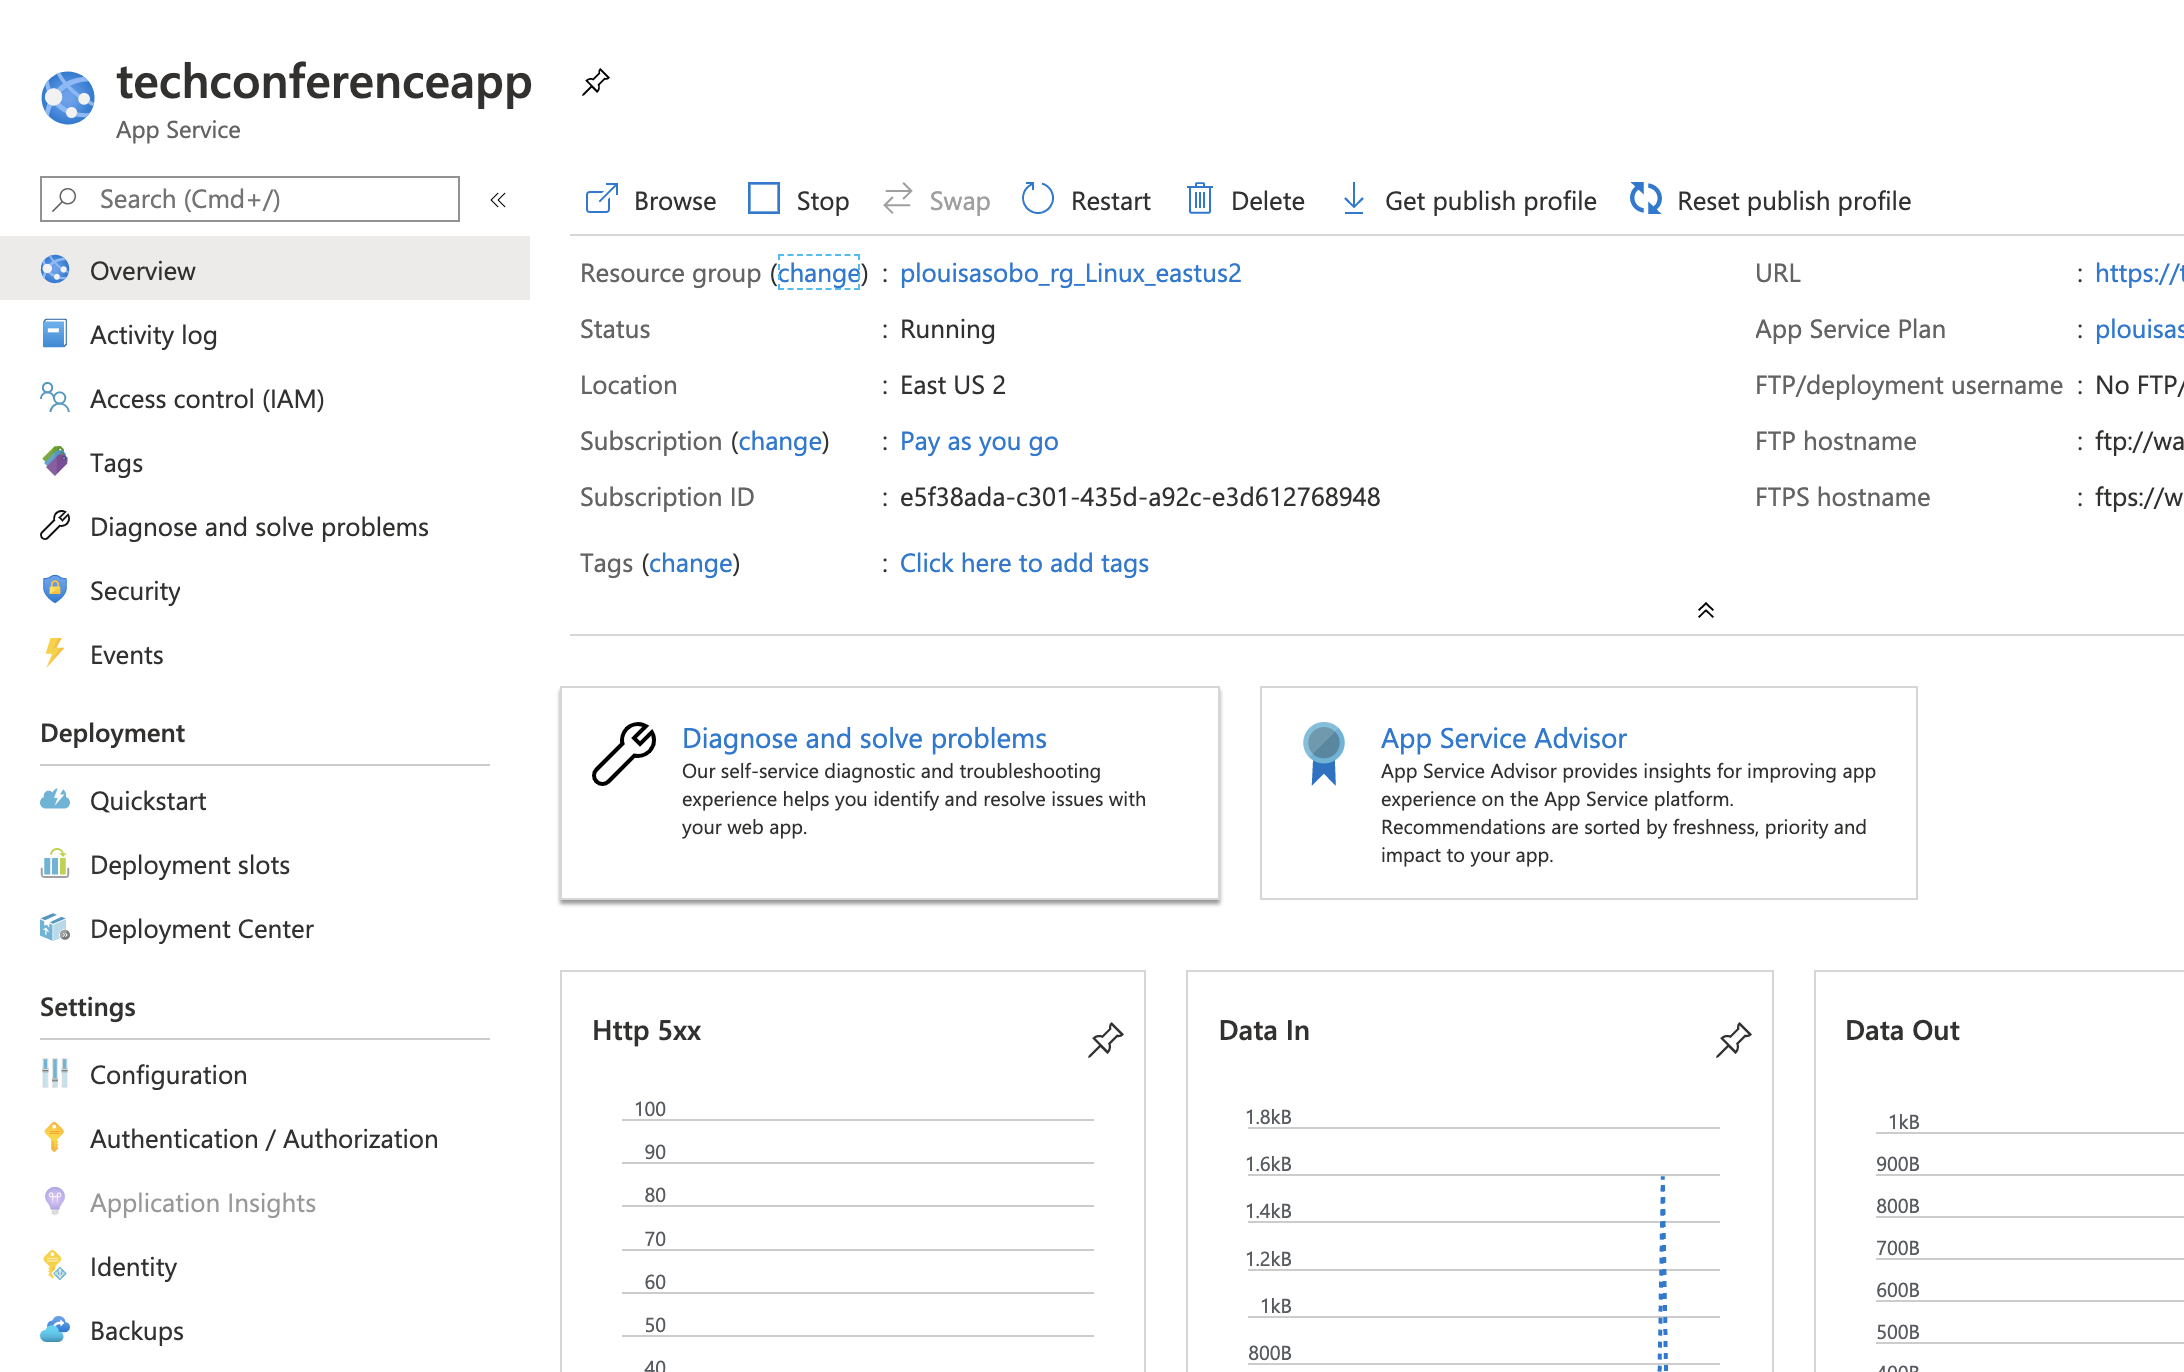 techconferenceapp
App Service
Search (Cmd+/)
«
Overview
Activity log
Access control (IAM)
Tags
Diagnose and solve problems
Security
Events
Deployment
Quickstart
Deployment slots
Deployment Center
Settings
Configuration
Authentication / Authorization
Application Insights
Identity
Backups
Browse Stop Swap Restart Delete Get publish profile Reset publish profile
Resource group (change) : plouisasobo_rg_Linux_eastus2
Status : Running
Location : East US 2
Subscription (change) : Pay as you go
Subscription ID : e5f38ada-c301-435d-a92c-e3d612768948
Tags (change) : Click here to add tags
URL : https://
App Service Plan : plouisas
FTP/deployment username : No FTP/
FTP hostname : ftp://wa
FTPS hostname : ftps://w
Diagnose and solve problems
Our self-service diagnostic and troubleshooting
experience helps you identify and resolve issues with
your web app.
App Service Advisor
App Service Advisor provides insights for improving app
experience on the App Service platform.
Recommendations are sorted by freshness, priority and
impact to your app.
Http 5xx
100
90
80
70
60
50
40
Data In
1.8kB
1.6kB
1.4kB
1.2kB
1kB
800B
Data Out
1kB
900B
800B
700B
600B
500B
400B